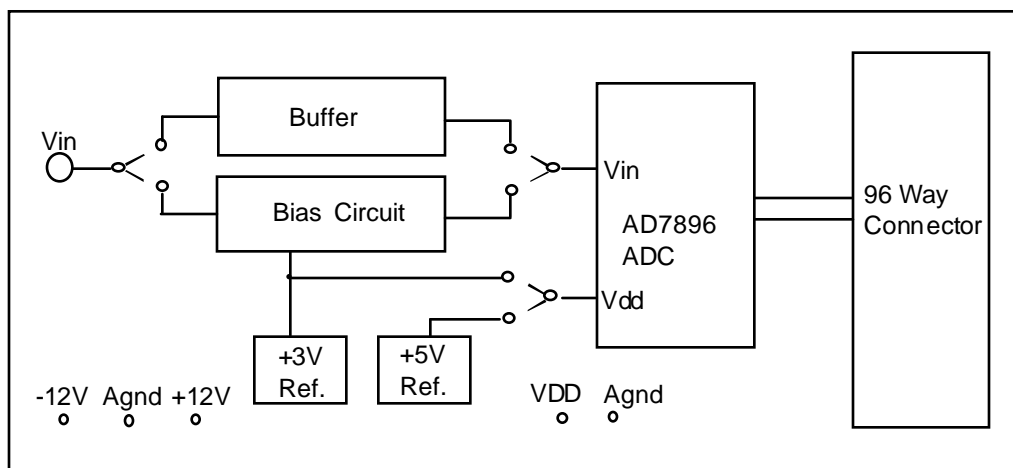 Buffer
Vin
Bias Circuit
Vin
AD7896
ADC
96 Way
Connector
Vdd
+3V
Ref.
+5V
Ref.
-12V Agnd +12V
VDD Agnd